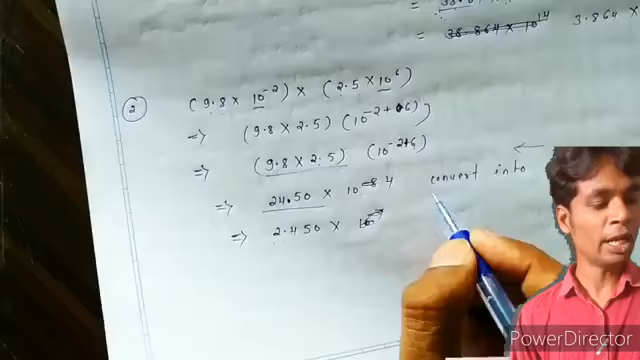 = 38.864 × 10¹⁴ 3.864 ×
② (9.8 × 10⁻²) × (2.5 × 10⁶)
=> (9.8 × 2.5) (10⁻²⁺⁶)
=> (9.8 × 2.5) (10⁻²⁺⁶)
=> 24.50 × 10 4 convert into
=> 2.450 ×
PowerDirector